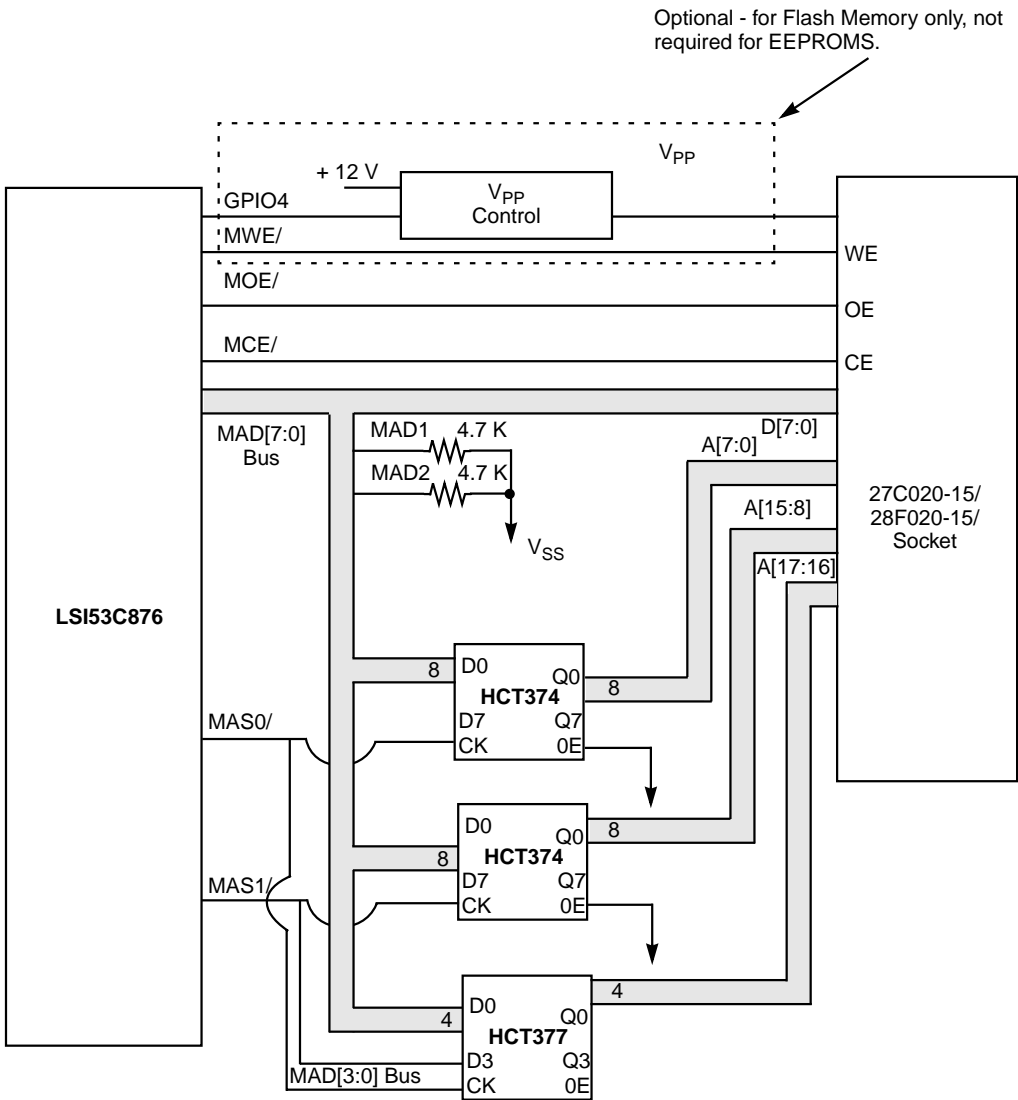 Optional - for Flash Memory only, not
required for EEPROMS.
VPP
+ 12 V
VPP
Control
GPIO4
MWE/
WE
MOE/
OE
MCE/
CE
MAD[7:0]
Bus
MAD1 4.7 K
MAD2 4.7 K
VSS
D[7:0]
A[7:0]
A[15:8]
A[17:16]
27C020-15/
28F020-15/
Socket
LSI53C876
8
D0
Q0
8
HCT374
D7
Q7
CK
0E
MAS0/
D0
Q0
8
8
HCT374
D7
Q7
CK
0E
MAS1/
4
D0
Q0
4
HCT377
D3
Q3
CK
0E
MAD[3:0] Bus